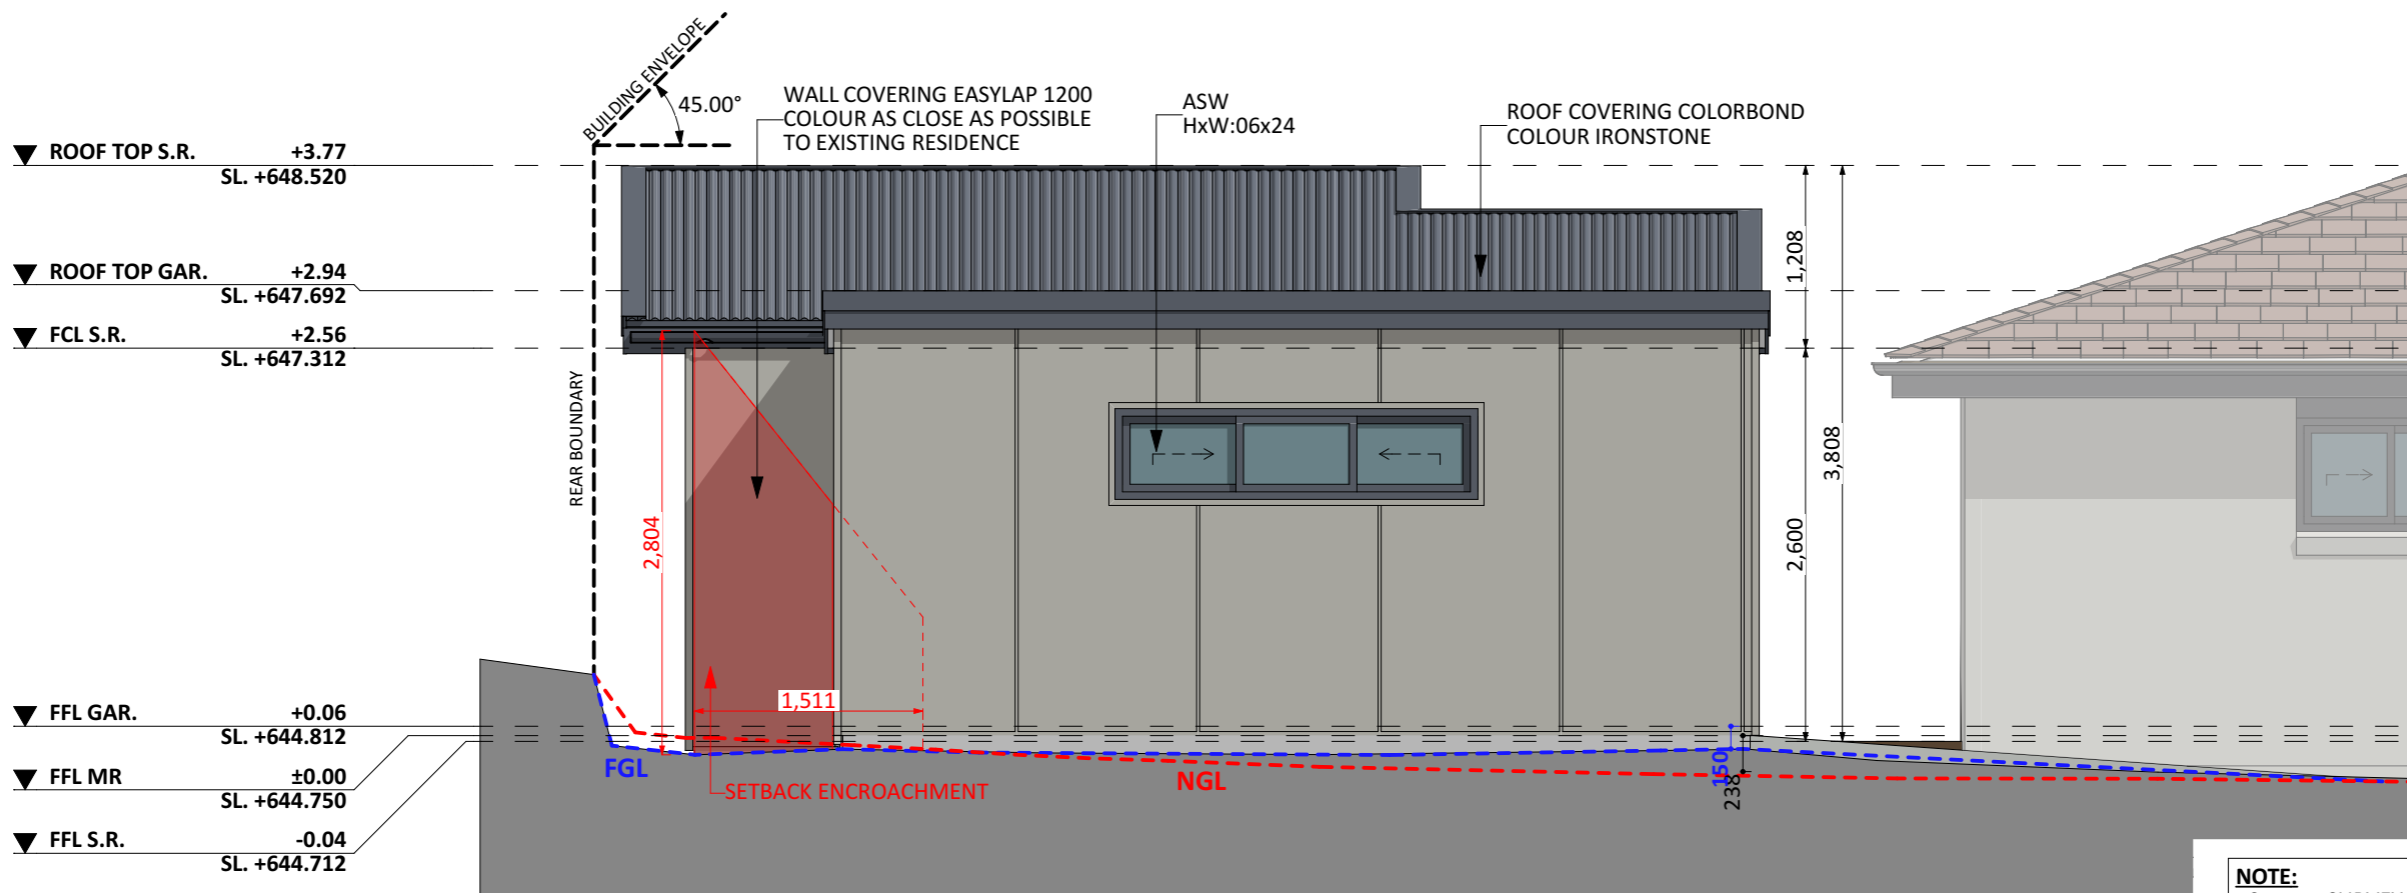 BUILDING ENVELOPE
45.00°
WALL COVERING EASYLAP 1200
COLOUR AS CLOSE AS POSSIBLE
TO EXISTING RESIDENCE
ASW
HxW:06x24
ROOF COVERING COLORBOND
COLOUR IRONSTONE
ROOF TOP S.R. +3.77
SL. +648.520
ROOF TOP GAR. +2.94
SL. +647.692
FCL S.R. +2.56
SL. +647.312
REAR BOUNDARY
2,804
1,511
1,208
3,808
2,600
FFL GAR. +0.06
SL. +644.812
FFL MR ±0.00
SL. +644.750
FFL S.R. -0.04
SL. +644.712
FGL
SETBACK ENCROACHMENT
NGL
150
238
NOTE: